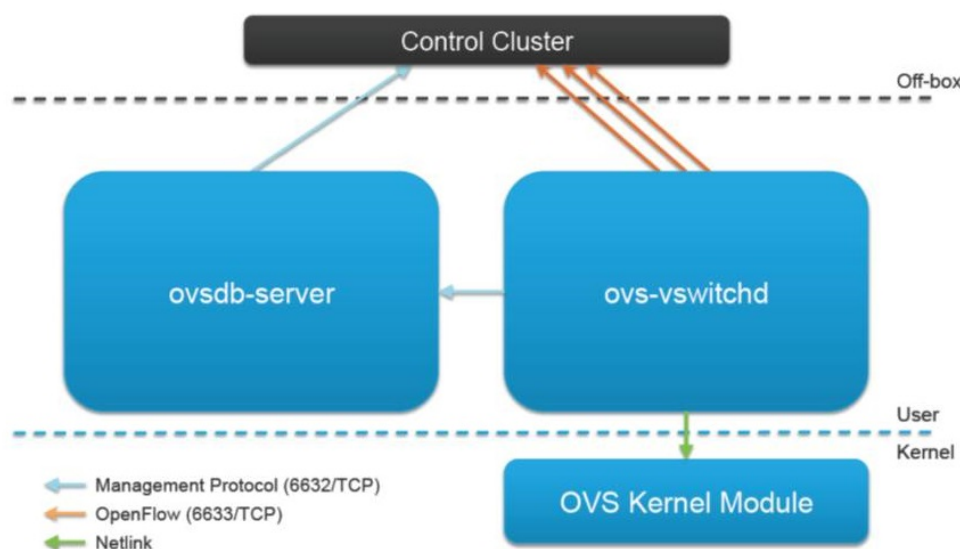 Control Cluster
Off-box
ovsdb-server
ovs-vswitchd
User
Kernel
Management Protocol (6632/TCP)
OpenFlow (6633/TCP)
Netlink
OVS Kernel Module